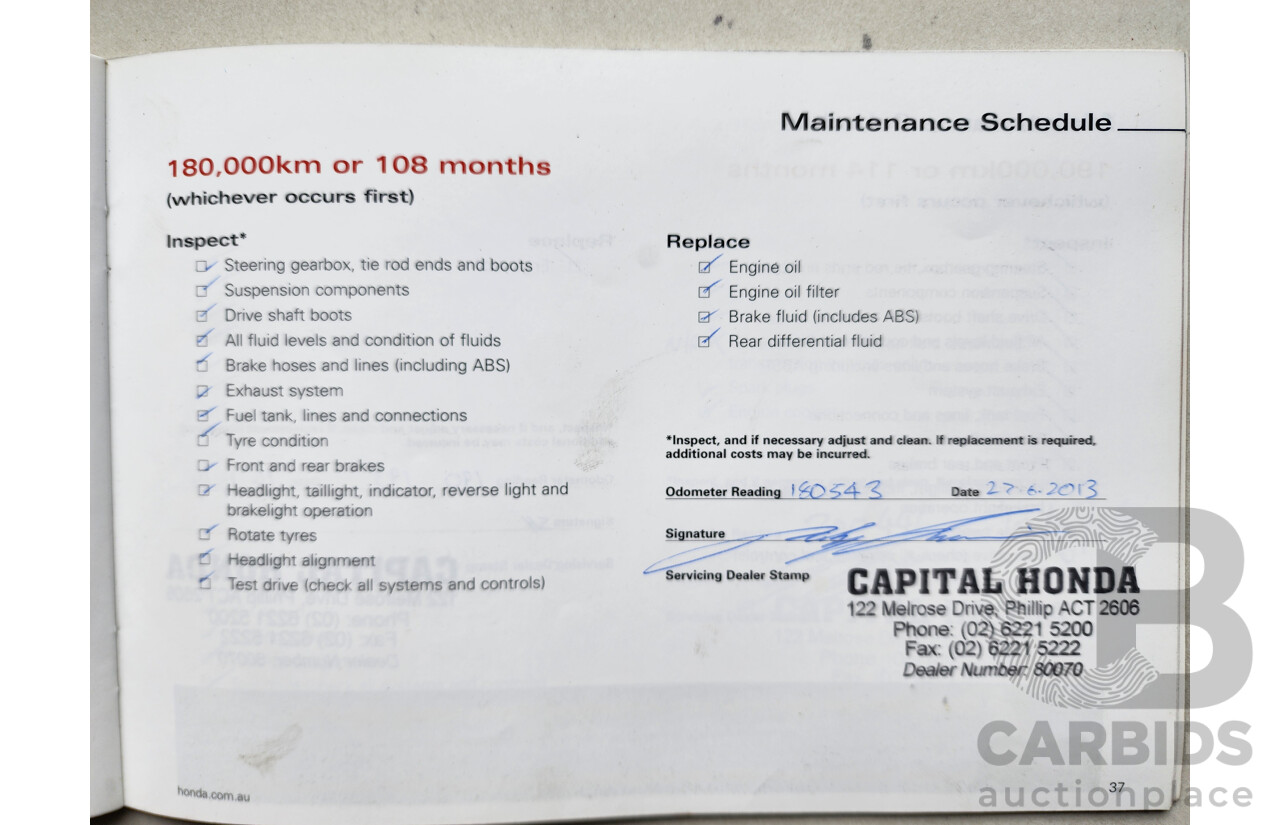 Maintenance Schedule
180,000km or 108 months
(whichever occurs first)
Inspect*
Steering gearbox, tie rod ends and boots
Suspension components
Drive shaft boots
All fluid levels and condition of fluids
Brake hoses and lines (including ABS)
Exhaust system
Fuel tank, lines and connections
Tyre condition
Front and rear brakes
Headlight, taillight, indicator, reverse light and
brakelight operation
Rotate tyres
Headlight alignment
Test drive (check all systems and controls)
Replace
Engine oil
Engine oil filter
Brake fluid (includes ABS)
Rear differential fluid
*Inspect, and if necessary adjust and clean. If replacement is required,
additional costs may be incurred.
Odometer Reading 180543 Date 27-6-2013
Signature
Servicing Dealer Stamp
CAPITAL HONDA
122 Melrose Drive, Phillip ACT 2606
Phone: (02) 6221 5200
Fax: (02) 6221 5222
Dealer Number: 80070
honda.com.au
37
CARBIDS
auctionplace